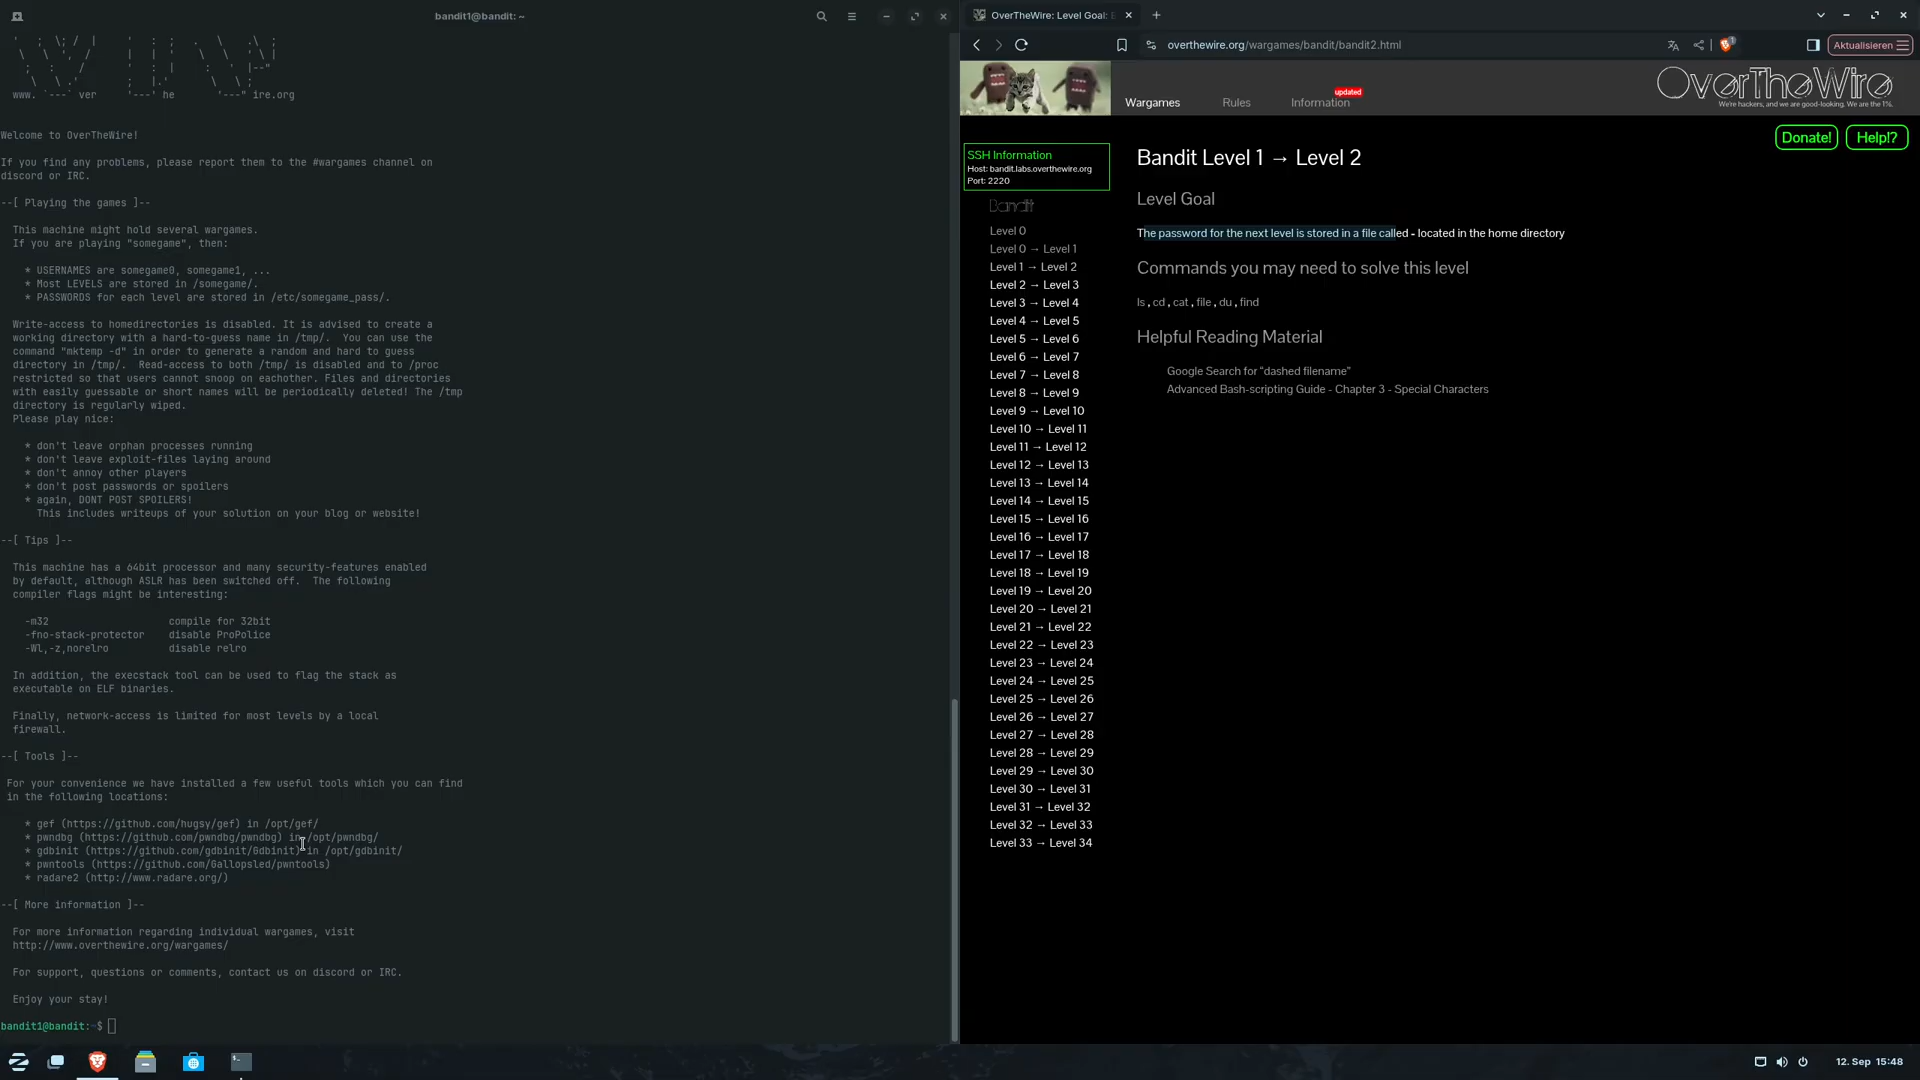 bandit1@bandit: ~
www. `---` ver '---' he '---" ire.org
Welcome to OverTheWire!
If you find any problems, please report them to the #wargames channel on
discord or IRC.
--[ Playing the games ]--
This machine might hold several wargames.
If you are playing "somegame", then:
* USERNAMES are somegame0, somegame1, ...
* Most LEVELS are stored in /somegame/.
* PASSWORDS for each level are stored in /etc/somegame_pass/.
Write-access to homedirectories is disabled. It is advised to create a
working directory with a hard-to-guess name in /tmp/.  You can use the
command "mktemp -d" in order to generate a random and hard to guess
directory in /tmp/.  Read-access to both /tmp/ is disabled and to /proc
restricted so that users cannot snoop on eachother. Files and directories
with easily guessable or short names will be periodically deleted! The /tmp
directory is regularly wiped.
Please play nice:
* don't leave orphan processes running
* don't leave exploit-files laying around
* don't annoy other players
* don't post passwords or spoilers
* again, DONT POST SPOILERS!
This includes writeups of your solution on your blog or website!
--[ Tips ]--
This machine has a 64bit processor and many security-features enabled
by default, although ASLR has been switched off.  The following
compiler flags might be interesting:
-m32 compile for 32bit
-fno-stack-protector disable ProPolice
-Wl,-z,norelro disable relro
In addition, the execstack tool can be used to flag the stack as
executable on ELF binaries.
Finally, network-access is limited for most levels by a local
firewall.
--[ Tools ]--
For your convenience we have installed a few useful tools which you can find
in the following locations:
* gef (https://github.com/hugsy/gef) in /opt/gef/
* pwndbg (https://github.com/pwndbg/pwndbg) in /opt/pwndbg/
* gdbinit (https://github.com/gdbinit/Gdbinit) in /opt/gdbinit/
* pwntools (https://github.com/Gallopsled/pwntools)
* radare2 (http://www.radare.org/)
--[ More information ]--
For more information regarding individual wargames, visit
http://www.overthewire.org/wargames/
For support, questions or comments, contact us on discord or IRC.
Enjoy your stay!
bandit1@bandit:~$
OverTheWire: Level Goal:
overthewire.org/wargames/bandit/bandit2.html
Aktualisieren
Wargames
Rules
Information
updated
OverTheWire
We're hackers, and we are good-looking. We are the 1%.
Donate!
Help!?
SSH Information
Host: bandit.labs.overthewire.org
Port: 2220
Bandit
Level 0
Level 0 → Level 1
Level 1 → Level 2
Level 2 → Level 3
Level 3 → Level 4
Level 4 → Level 5
Level 5 → Level 6
Level 6 → Level 7
Level 7 → Level 8
Level 8 → Level 9
Level 9 → Level 10
Level 10 → Level 11
Level 11 → Level 12
Level 12 → Level 13
Level 13 → Level 14
Level 14 → Level 15
Level 15 → Level 16
Level 16 → Level 17
Level 17 → Level 18
Level 18 → Level 19
Level 19 → Level 20
Level 20 → Level 21
Level 21 → Level 22
Level 22 → Level 23
Level 23 → Level 24
Level 24 → Level 25
Level 25 → Level 26
Level 26 → Level 27
Level 27 → Level 28
Level 28 → Level 29
Level 29 → Level 30
Level 30 → Level 31
Level 31 → Level 32
Level 32 → Level 33
Level 33 → Level 34
Bandit Level 1 → Level 2
Level Goal
The password for the next level is stored in a file called - located in the home directory
Commands you may need to solve this level
ls , cd , cat , file , du , find
Helpful Reading Material
Google Search for "dashed filename"
Advanced Bash-scripting Guide - Chapter 3 - Special Characters
12. Sep 15:48